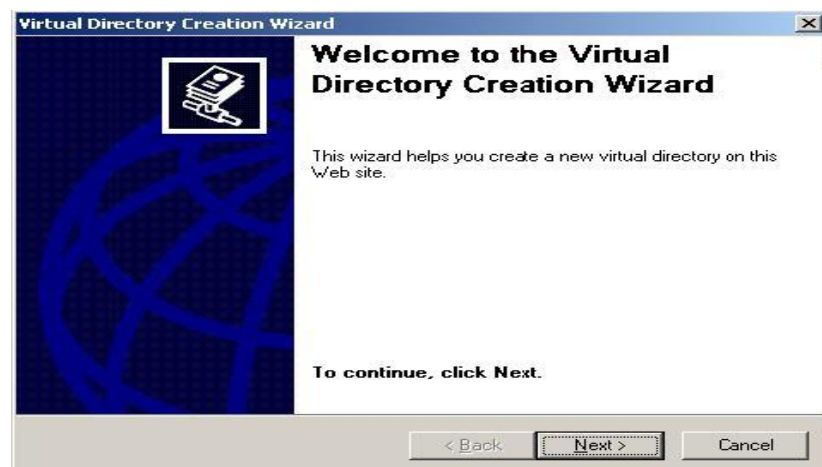 Virtual Directory Creation Wizard
Welcome to the Virtual
Directory Creation Wizard
This wizard helps you create a new virtual directory on this
Web site.
To continue, click Next.
< Back
Next >
Cancel